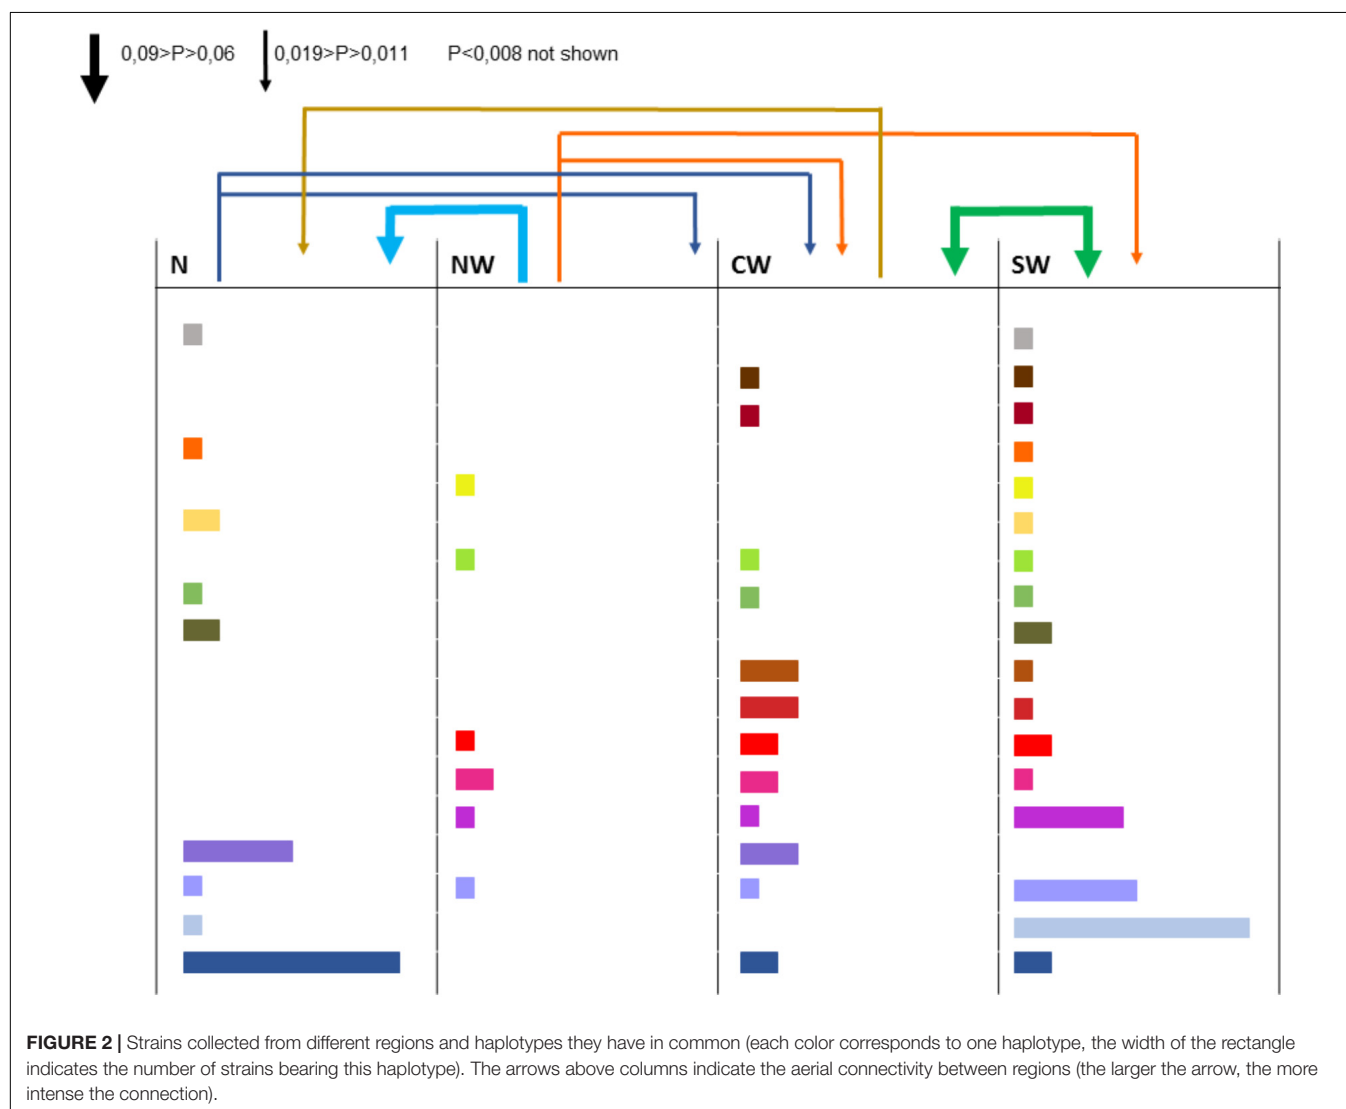 0,09>P>0,06 0,019>P>0,011 P<0,008 not shown
N NW CW SW
FIGURE 2 | Strains collected from different regions and haplotypes they have in common (each color corresponds to one haplotype, the width of the rectangle
indicates the number of strains bearing this haplotype). The arrows above columns indicate the aerial connectivity between regions (the larger the arrow, the more
intense the connection).